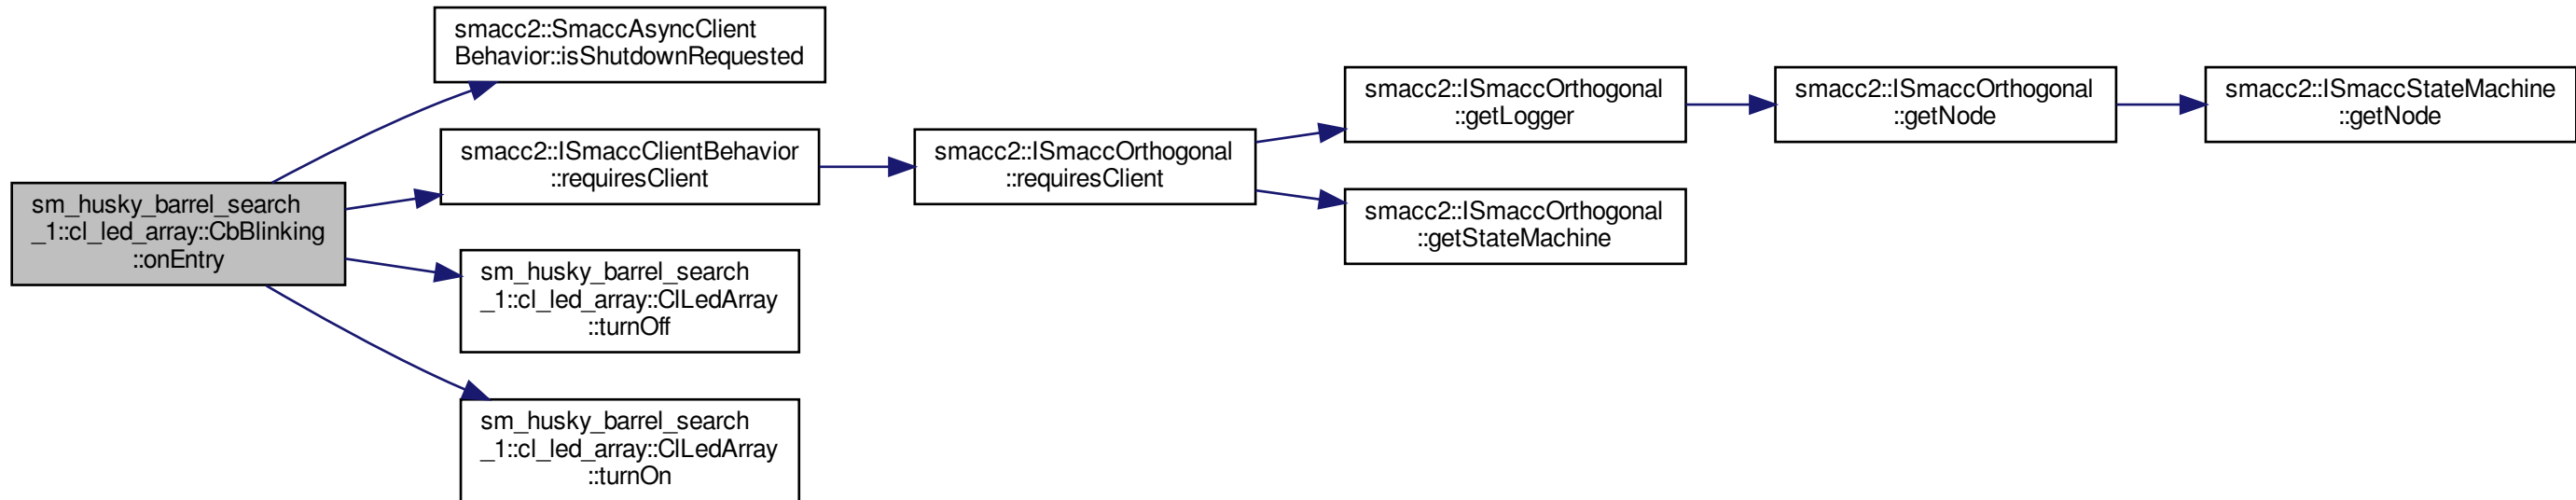 smacc2::SmaccAsyncClient
Behavior::isShutdownRequested
smacc2::ISmaccClientBehavior
::requiresClient
sm_husky_barrel_search
_1::cl_led_array::CbBlinking
::onEntry
sm_husky_barrel_search
_1::cl_led_array::ClLedArray
::turnOff
sm_husky_barrel_search
_1::cl_led_array::ClLedArray
::turnOn
smacc2::ISmaccOrthogonal
::requiresClient
smacc2::ISmaccOrthogonal
::getLogger
smacc2::ISmaccOrthogonal
::getStateMachine
smacc2::ISmaccOrthogonal
::getNode
smacc2::ISmaccStateMachine
::getNode